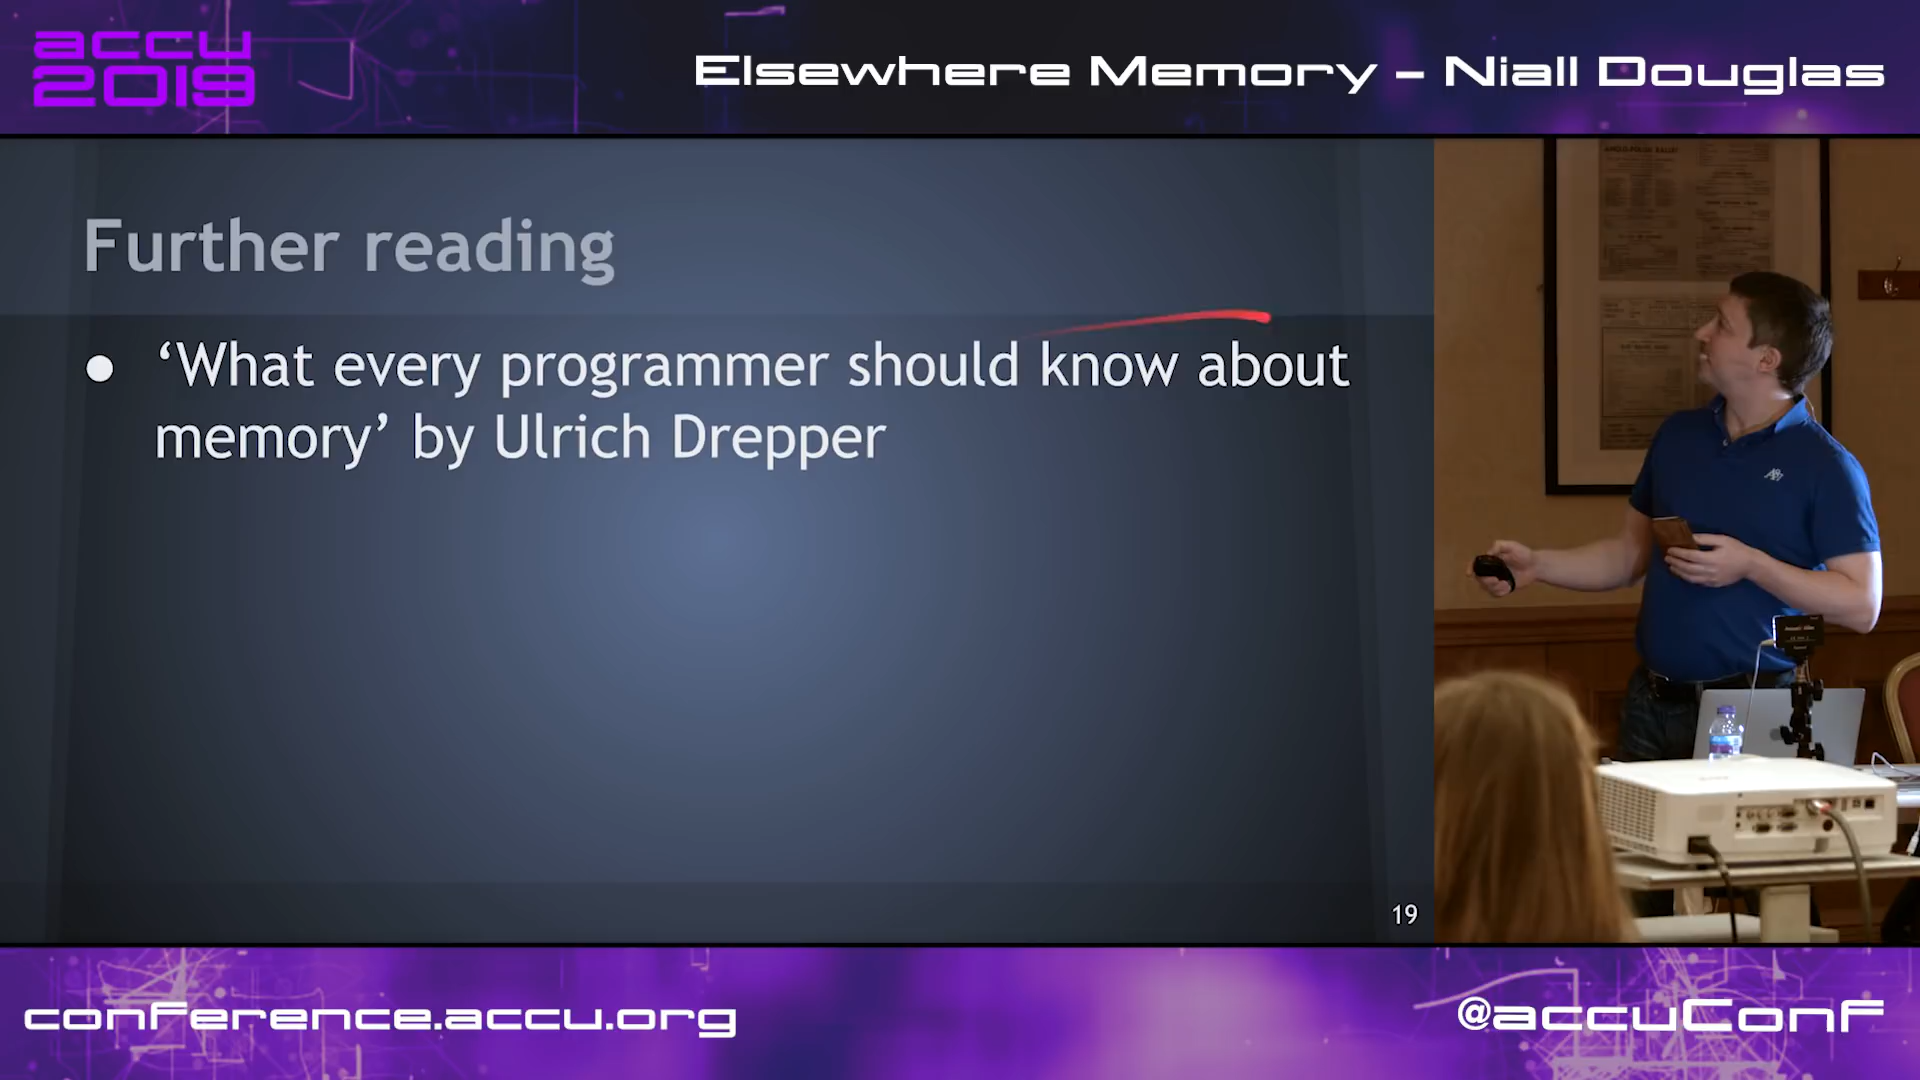 accu
2019
Elsewhere Memory – Niall Douglas
Further reading
● ‘What every programmer should know about
memory’ by Ulrich Drepper
19
conference.accu.org
@accuConf